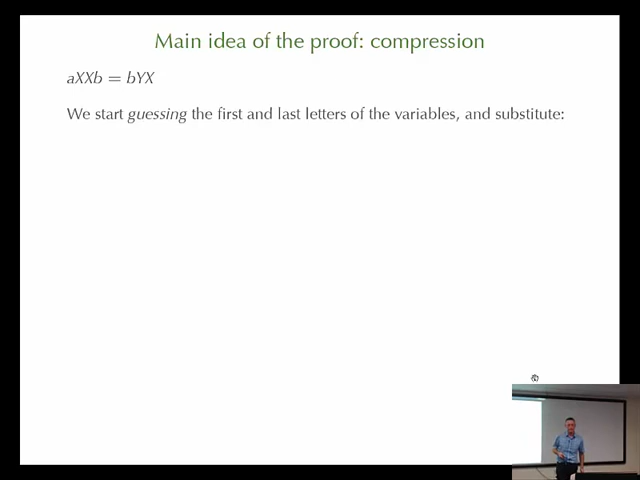 Main idea of the proof: compression
aXXb = bYX
We start guessing the first and last letters of the variables, and substitute: